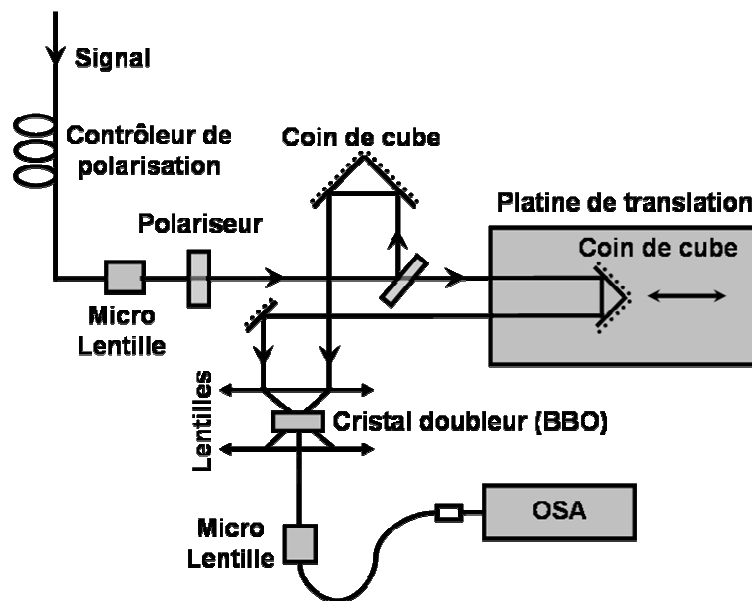 Signal
Contrôleur de
polarisation
Coin de cube
Polariseur
Platine de translation
Coin de cube
Micro
Lentille
Lentilles
Cristal doubleur (BBO)
Micro
Lentille
OSA